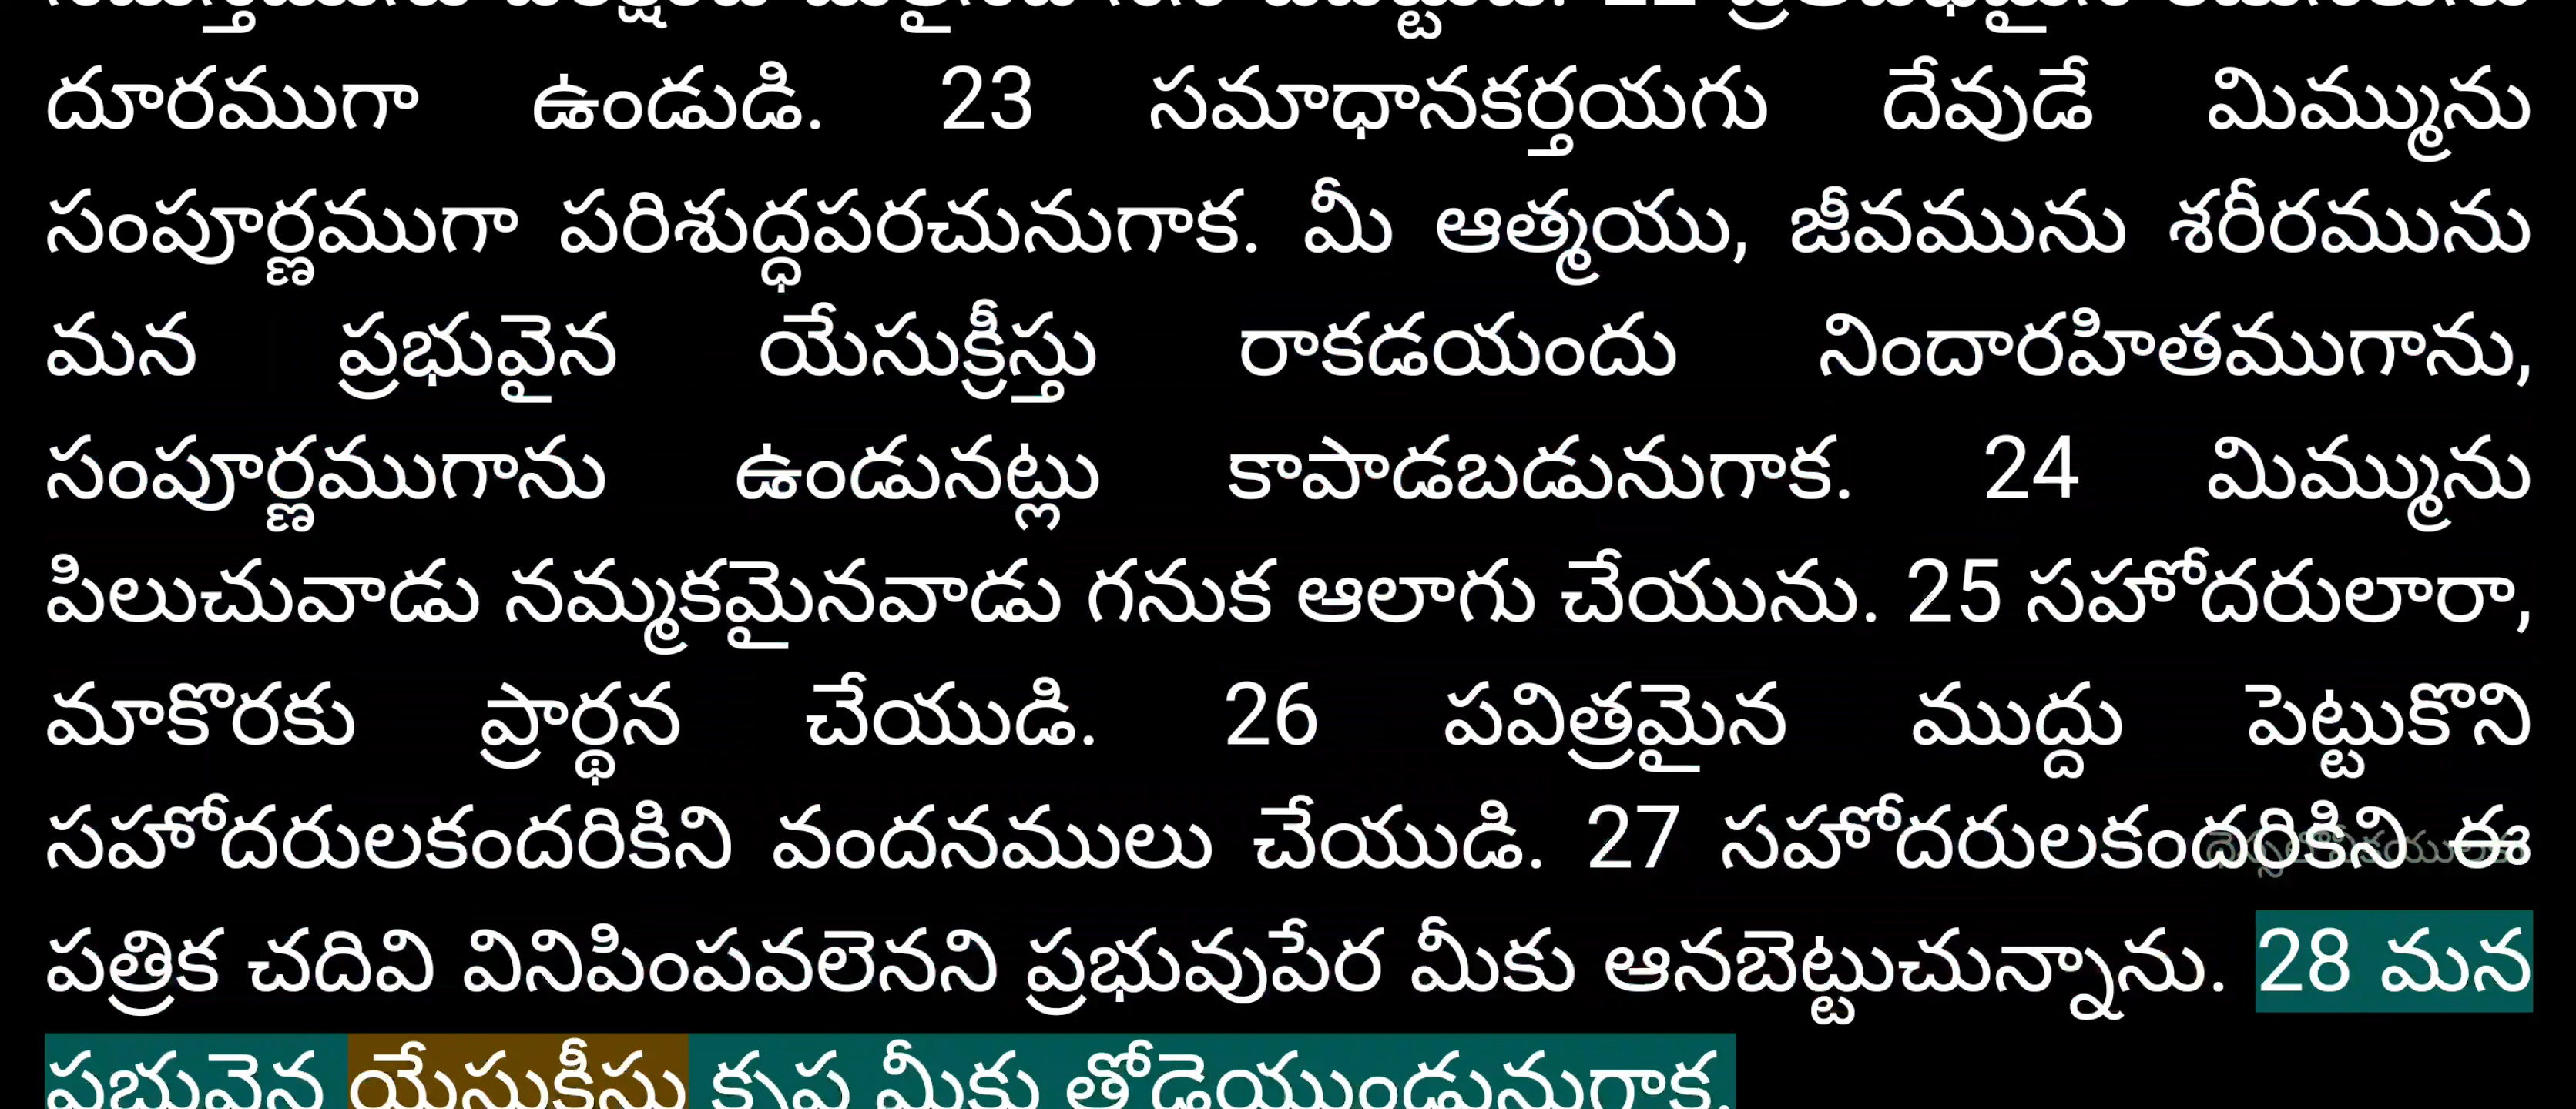 దూరముగా ఉండుడి. 23 సమాధానకర్తయగు దేవుడే మిమ్మును
సంపూర్ణముగా పరిశుద్ధపరచునుగాక. మీ ఆత్మయు, జీవమును శరీరమును
మన ప్రభువైన యేసుక్రీస్తు రాకడయందు నిందారహితముగాను,
సంపూర్ణముగాను ఉండునట్లు కాపాడబడునుగాక. 24 మిమ్మును
పిలుచువాడు నమ్మకమైనవాడు గనుక ఆలాగు చేయును. 25 సహోదరులారా,
మాకొరకు ప్రార్థన చేయుడి. 26 పవిత్రమైన ముద్దు పెట్టుకొని
సహోదరులకందరికిని వందనములు చేయుడి. 27 సహోదరులకందరికిని ఈ
పత్రిక చదివి వినిపింపవలెనని ప్రభువుపేర మీకు ఆనబెట్టుచున్నాను. 28 మన
ప్రభువైన యేసుక్రీస్తు కృప మీకు తోడైయుండునుగాక.